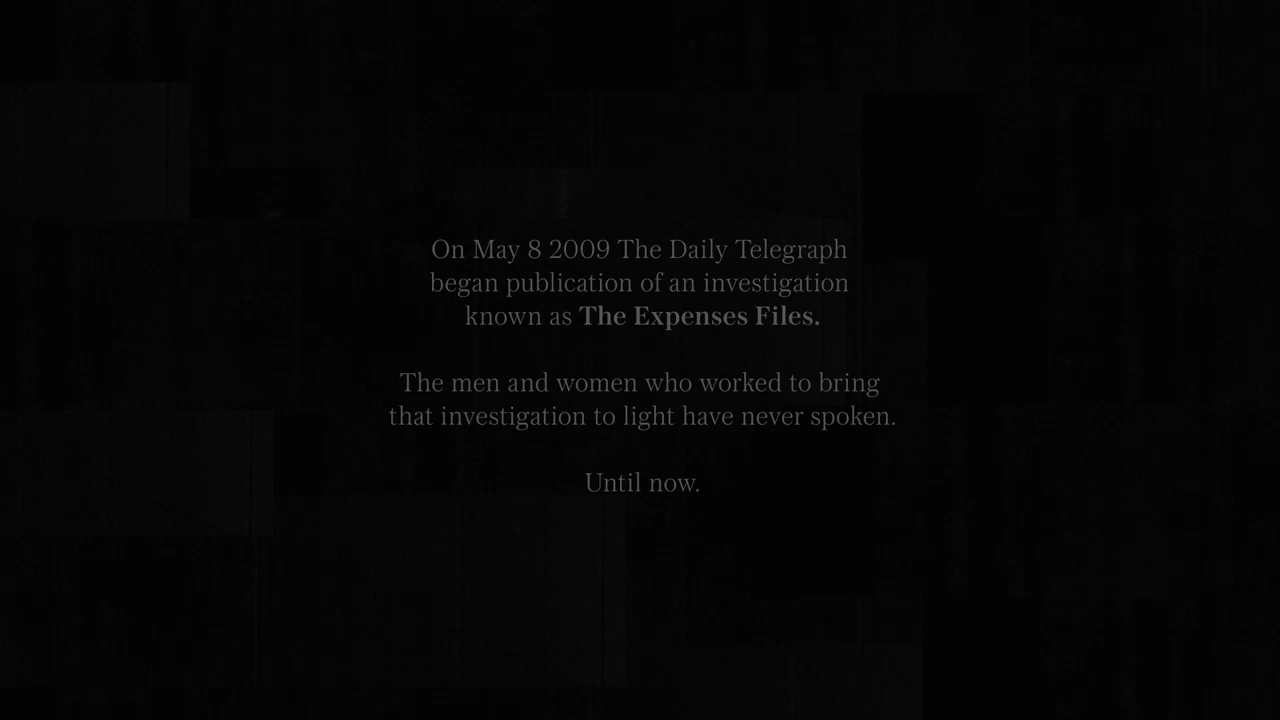 On May 8 2009 The Daily Telegraph
began publication of an investigation
known as The Expenses Files.
The men and women who worked to bring
that investigation to light have never spoken.
Until now.